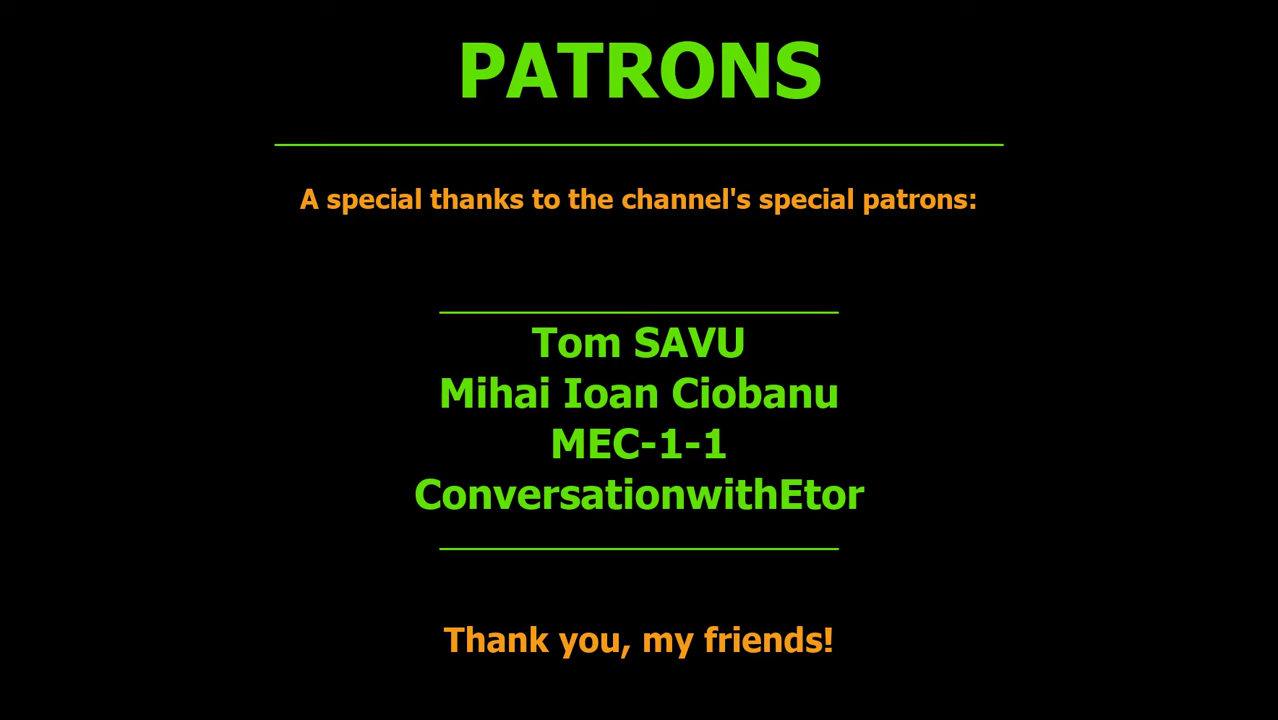 PATRONS
A special thanks to the channel's special patrons:
Tom SAVU
Mihai Ioan Ciobanu
MEC-1-1
ConversationwithEtor
Thank you, my friends!